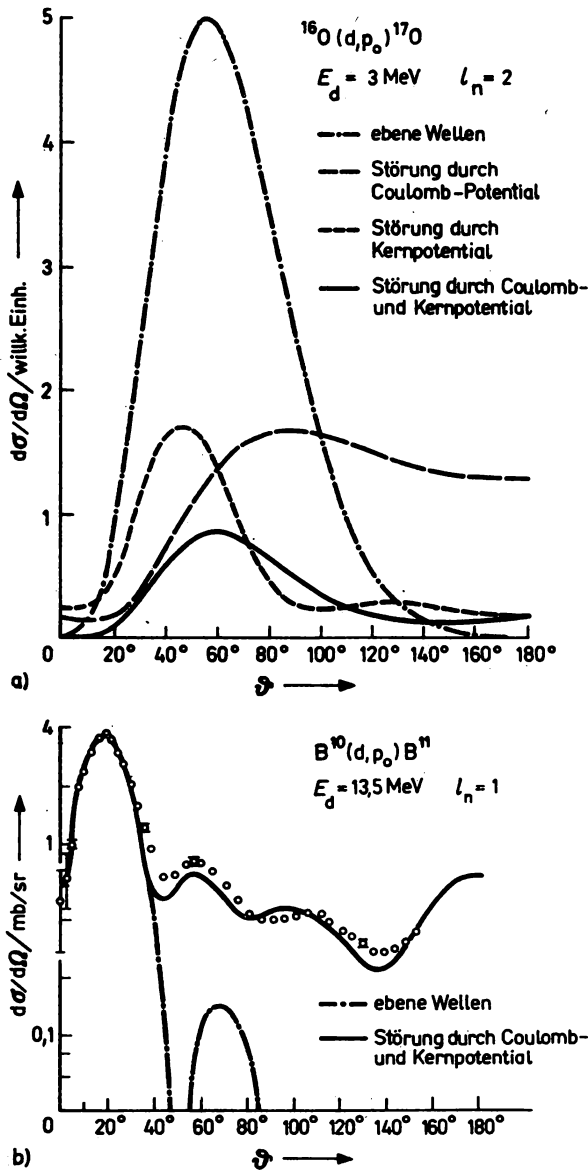 5
4
3
2
1
dσ/dΩ/willk.Einh.
¹⁶O(d,p₀)¹⁷O
E_d = 3 MeV l_n = 2
ebene Wellen
Störung durch
Coulomb-Potential
Störung durch
Kernpotential
Störung durch Coulomb-
und Kernpotential
0 20° 40° 60° 80° 100° 120° 140° 160° 180°
a)
ϑ
4
1
0,1
0
dσ/dΩ/mb/sr
B¹⁰(d,p₀)B¹¹
E_d = 13,5 MeV l_n = 1
ebene Wellen
Störung durch Coulomb-
und Kernpotential
0 20° 40° 60° 80° 100° 120° 140° 160° 180°
b)
ϑ